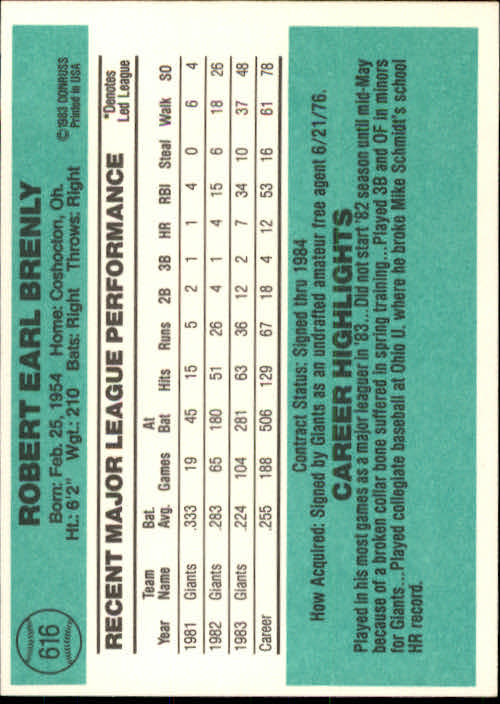 616
ROBERT EARL BRENLY
Born: Feb. 25, 1954 Home: Coshocton, Oh.
Ht.: 6'2" Wgt.: 210 Bats: Right Throws: Right
©1983 DONRUSS
Printed in USA
RECENT MAJOR LEAGUE PERFORMANCE
*Denotes
Led League
Team Bat. At
Year Name Avg. Games Bat Hits Runs 2B 3B HR RBI Steal Walk SO
1981 Giants .333 19 45 15 5 2 1 1 4 0 6 4
1982 Giants .283 65 180 51 26 4 1 4 15 6 18 26
1983 Giants .224 104 281 63 36 12 2 7 34 10 37 48
Career .255 188 506 129 67 18 4 12 53 16 61 78
Contract Status: Signed thru 1984
How Acquired: Signed by Giants as an undrafted amateur free agent 6/21/76.
CAREER HIGHLIGHTS
Played in his most games as a major leaguer in '83...Did not start '82 season until mid-May
because of a broken collar bone suffered in spring training...Played 3B and OF in minors
for Giants...Played collegiate baseball at Ohio U. where he broke Mike Schmidt's school
HR record.